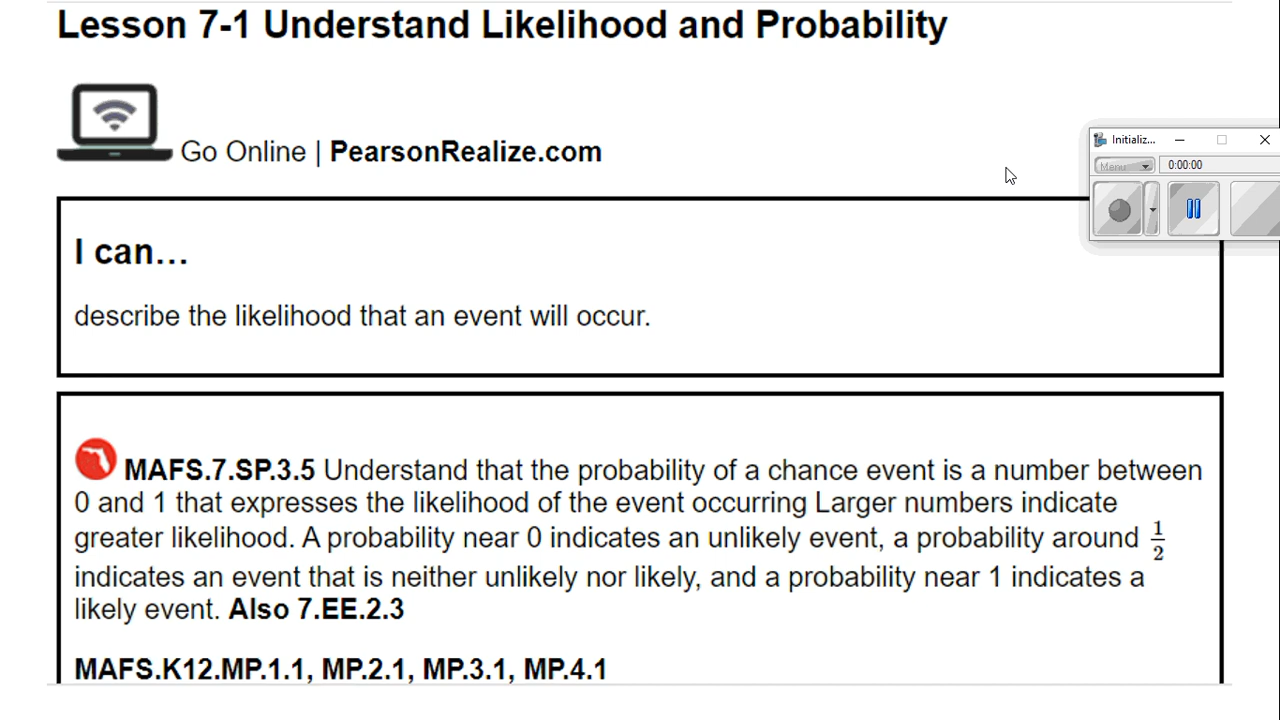 Lesson 7-1 Understand Likelihood and Probability
Go Online | PearsonRealize.com
Initializ...
Menu
0:00:00
I can...
describe the likelihood that an event will occur.
MAFS.7.SP.3.5 Understand that the probability of a chance event is a number between
0 and 1 that expresses the likelihood of the event occurring Larger numbers indicate
greater likelihood. A probability near 0 indicates an unlikely event, a probability around 1/2
indicates an event that is neither unlikely nor likely, and a probability near 1 indicates a
likely event. Also 7.EE.2.3
MAFS.K12.MP.1.1, MP.2.1, MP.3.1, MP.4.1